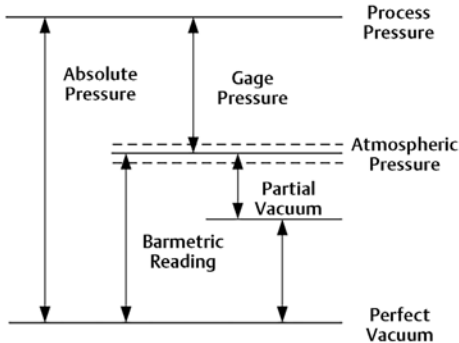 Process
Pressure
Absolute
Pressure
Gage
Pressure
Atmospheric
Pressure
Partial
Vacuum
Barmetric
Reading
Perfect
Vacuum